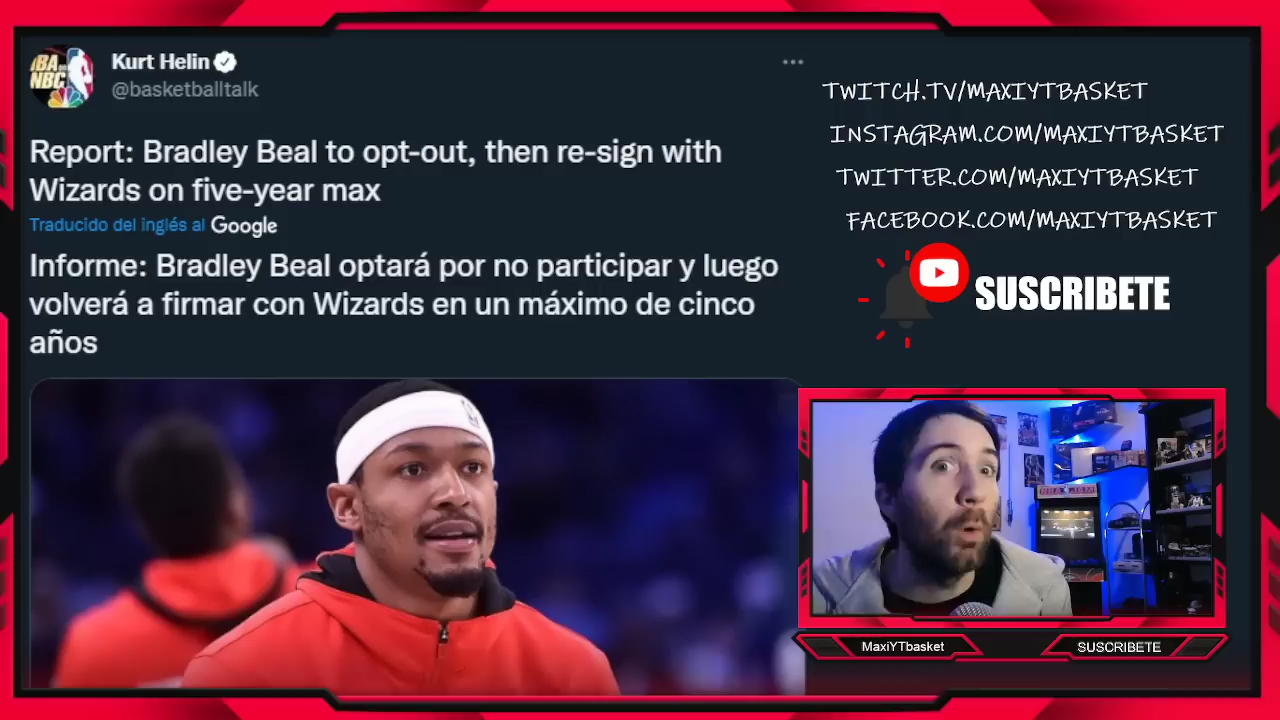 Kurt Helin
@basketballtalk
Report: Bradley Beal to opt-out, then re-sign with
Wizards on five-year max
Traducido del inglés al Google
Informe: Bradley Beal optará por no participar y luego
volverá a firmar con Wizards en un máximo de cinco
años
TWITCH.TV/MAXIYTBASKET
INSTAGRAM.COM/MAXIYTBASKET
TWITTER.COM/MAXIYTBASKET
FACEBOOK.COM/MAXIYTBASKET
SUSCRIBETE
NBA JAM
MaxiYTbasket
SUSCRIBETE